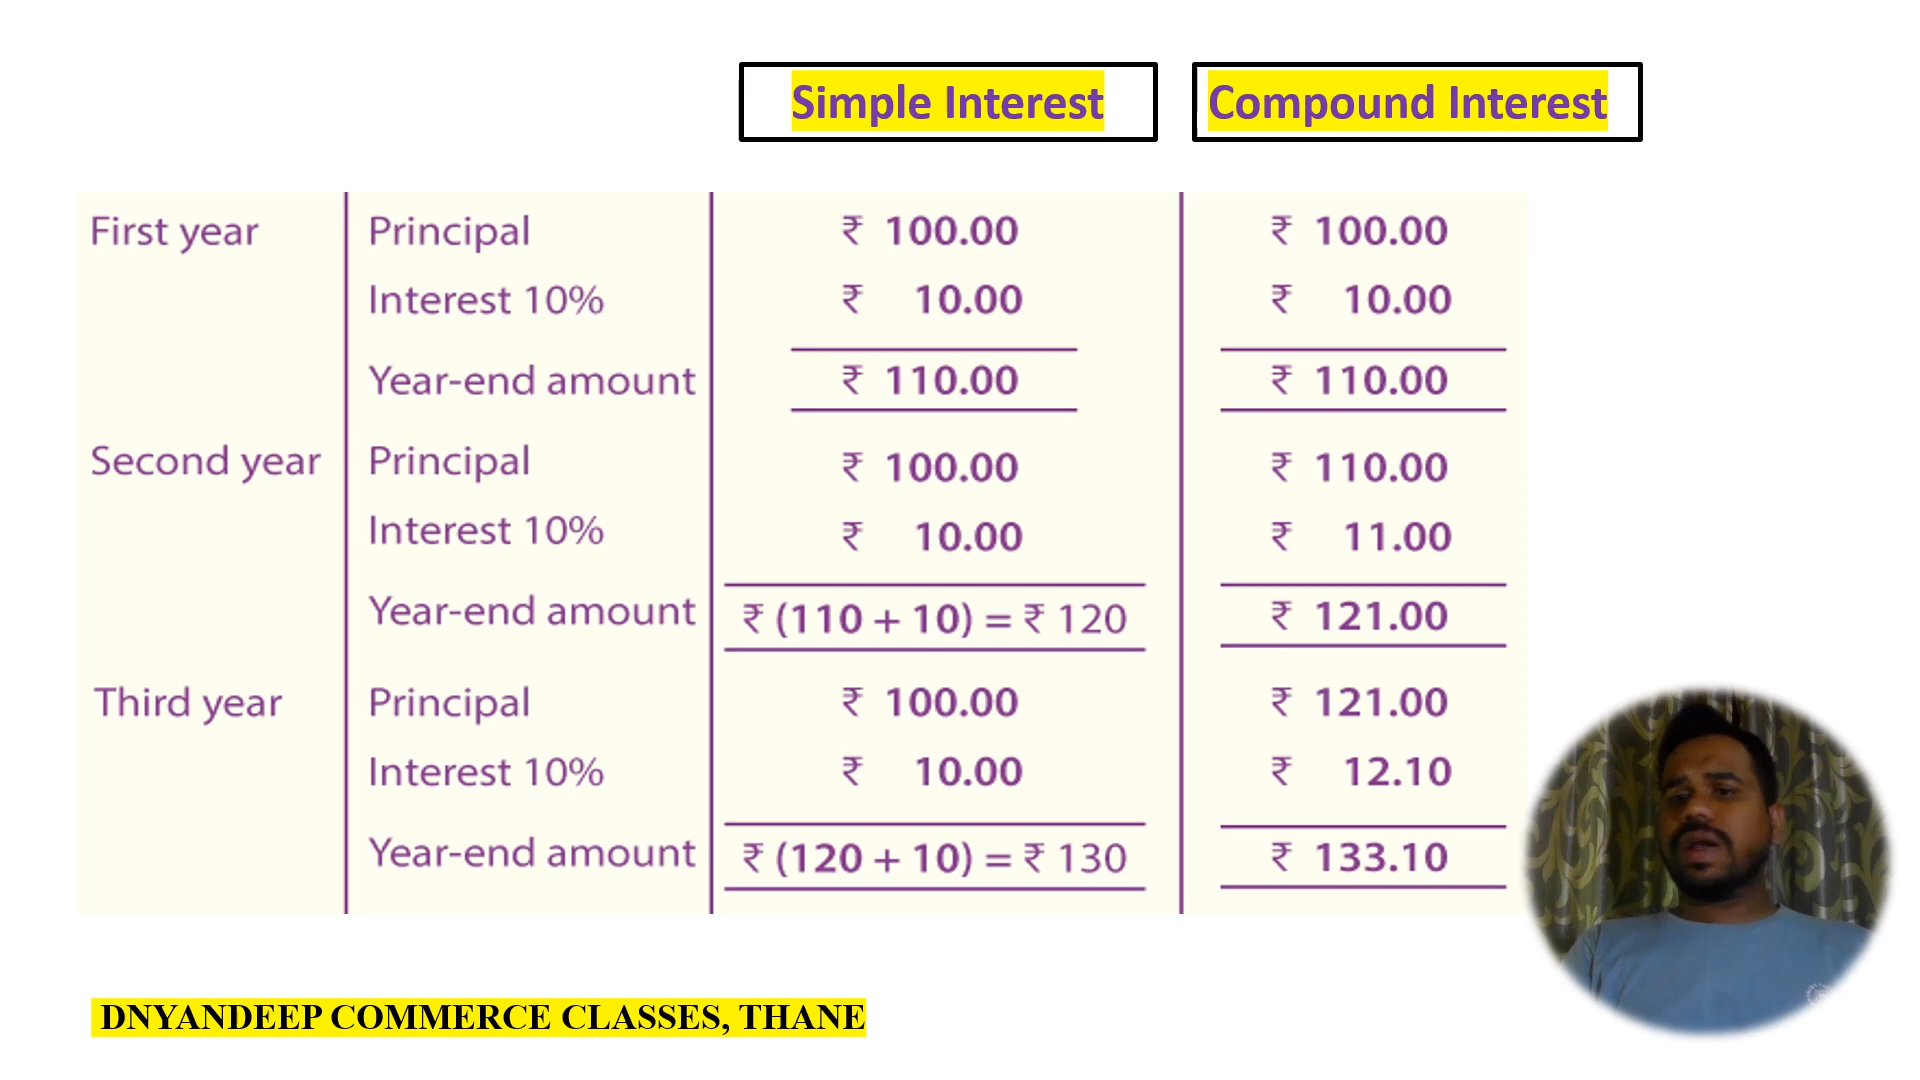 Simple Interest Compound Interest
First year Principal ₹ 100.00 ₹ 100.00
Interest 10% ₹ 10.00 ₹ 10.00
Year-end amount ₹ 110.00 ₹ 110.00
Second year Principal ₹ 100.00 ₹ 110.00
Interest 10% ₹ 10.00 ₹ 11.00
Year-end amount ₹ (110 + 10) = ₹ 120 ₹ 121.00
Third year Principal ₹ 100.00 ₹ 121.00
Interest 10% ₹ 10.00 ₹ 12.10
Year-end amount ₹ (120 + 10) = ₹ 130 ₹ 133.10
DNYANDEEP COMMERCE CLASSES, THANE